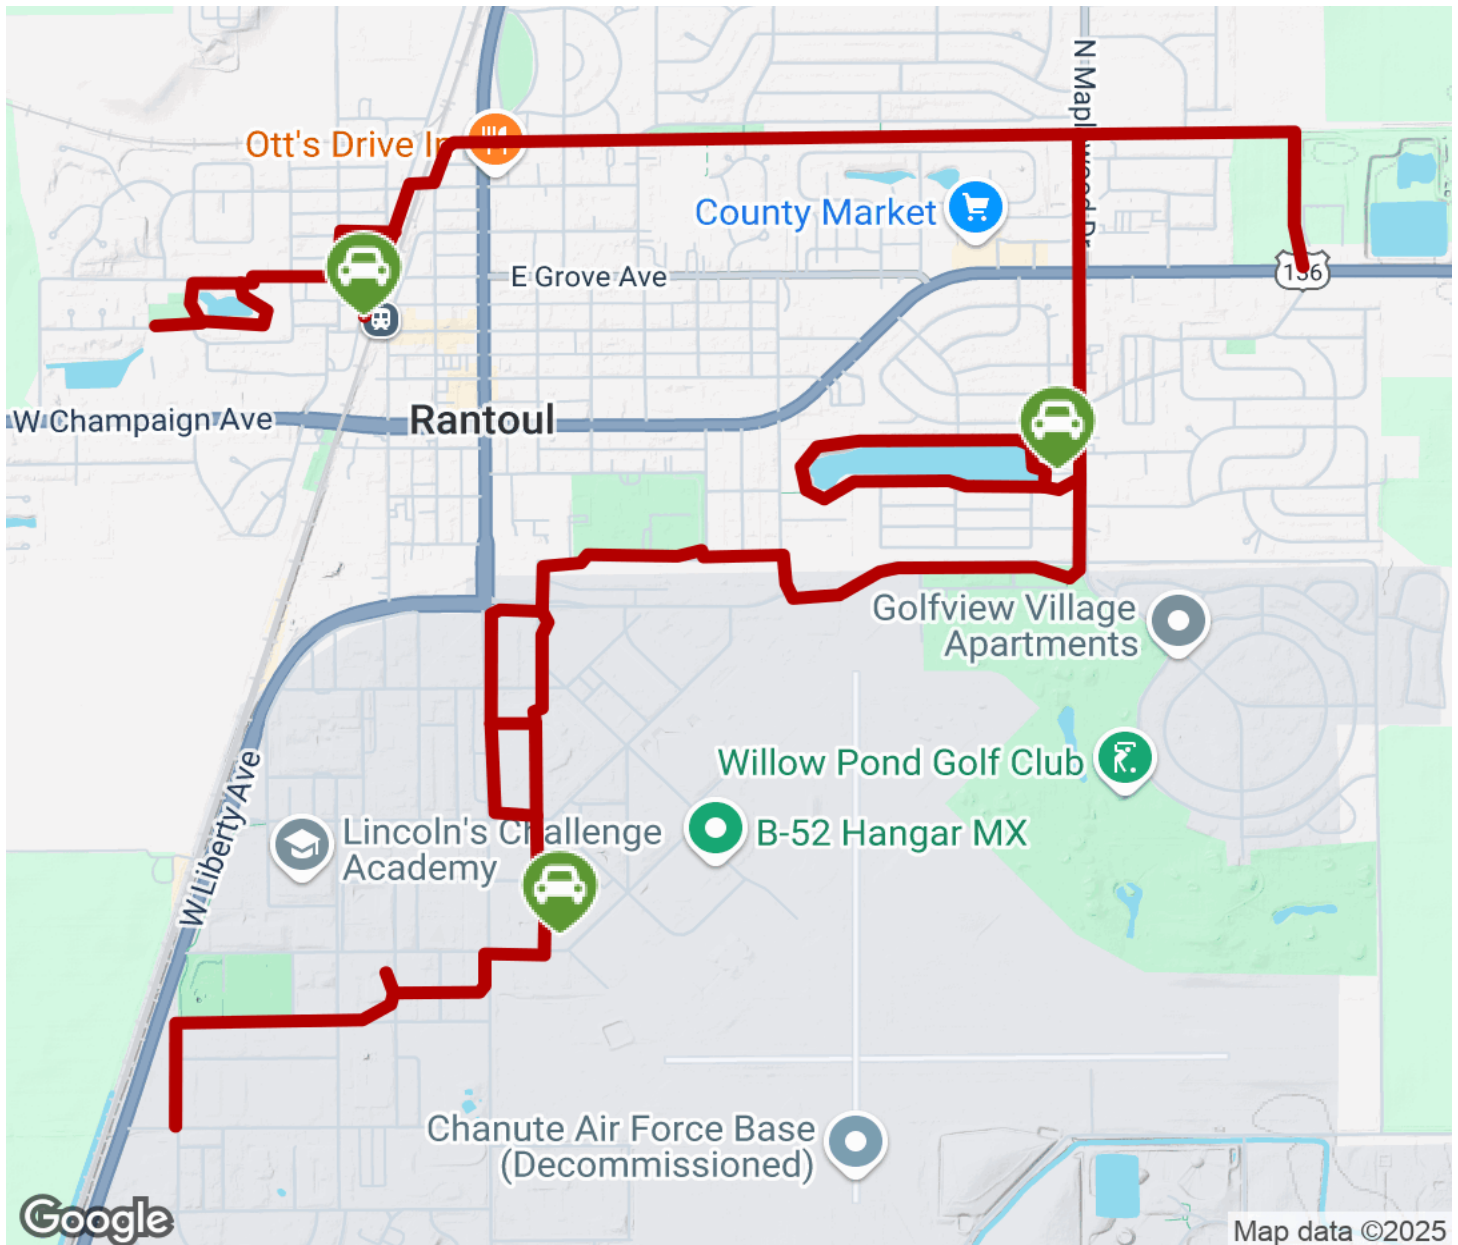 N Maplewood Dr
Ott's Drive In
County Market
E Grove Ave
136
W Champaign Ave
Rantoul
Golfview Village
Apartments
Willow Pond Golf Club
W Liberty Ave
Lincoln's Challenge
Academy
B-52 Hangar MX
Chanute Air Force Base
(Decommissioned)
Google
Map data ©2025